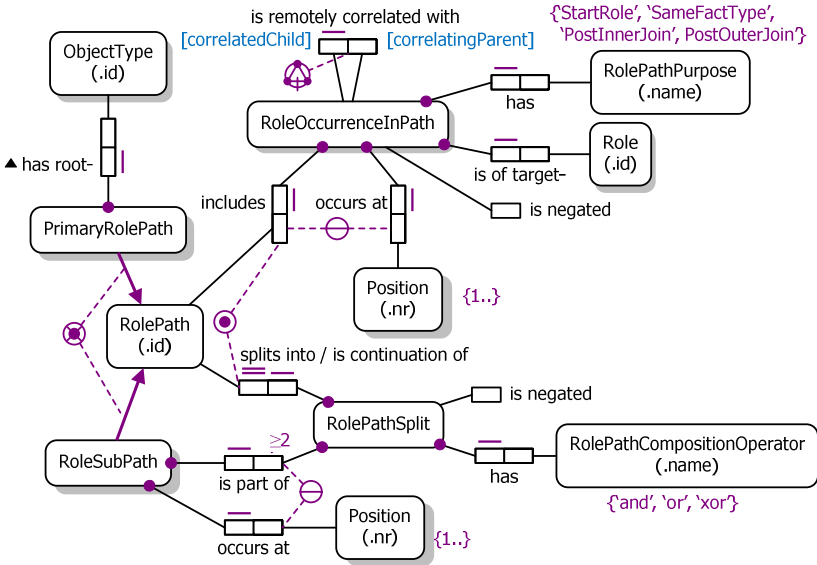 is remotely correlated with
[correlatedChild]
[correlatingParent]
{'StartRole', 'SameFactType',
'PostInnerJoin', PostOuterJoin'}
ObjectType
(.id)
RoleOccurrenceInPath
has
RolePathPurpose
(.name)
Role
(.id)
is of target-
▲ has root-
includes
occurs at
is negated
PrimaryRolePath
Position
(.nr)
{1..}
RolePath
(.id)
splits into / is continuation of
is negated
RolePathSplit
≥2
RoleSubPath
is part of
has
RolePathCompositionOperator
(.name)
{'and', 'or', 'xor'}
occurs at
Position
(.nr)
{1..}